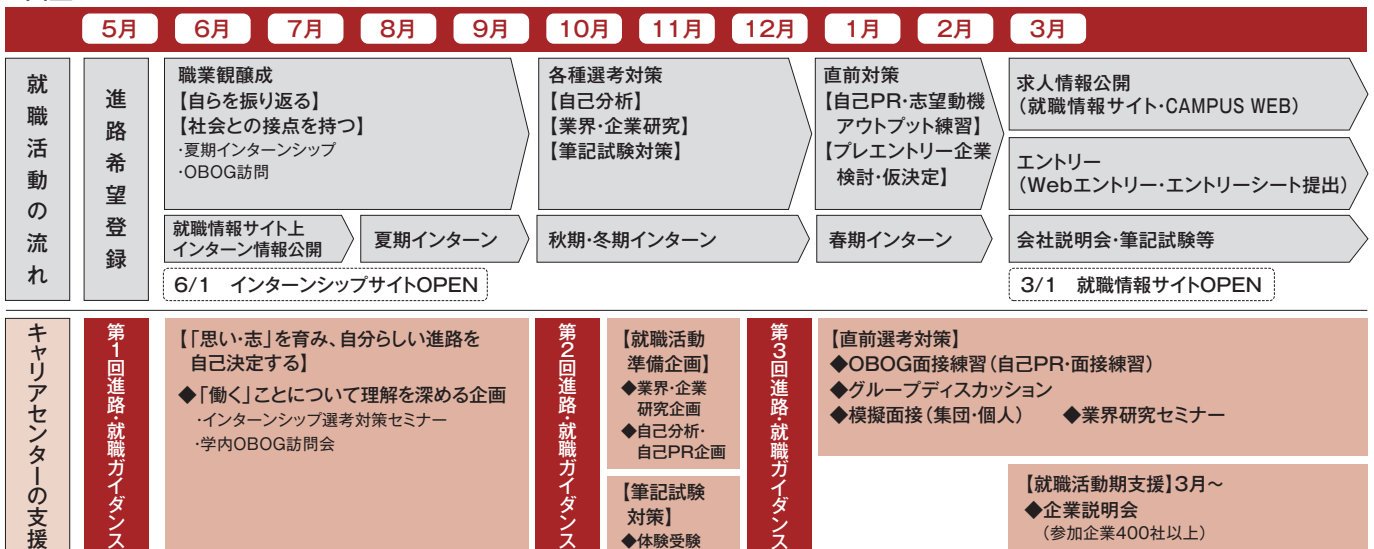 5月 6月 7月 8月 9月 10月 11月 12月 1月 2月 3月
就職活動の流れ
進路希望登録
職業観醸成
【自らを振り返る】
【社会との接点を持つ】
・夏期インターンシップ
・OBOG訪問
各種選考対策
【自己分析】
【業界・企業研究】
【筆記試験対策】
直前対策
【自己PR・志望動機
アウトプット練習】
【プレエントリー企業
検討・仮決定】
求人情報公開
（就職情報サイト・CAMPUS WEB）
エントリー
（Webエントリー・エントリーシート提出）
就職情報サイト上
インターン情報公開
夏期インターン
秋期・冬期インターン
春期インターン
会社説明会・筆記試験等
6/1 インターンシップサイトOPEN
3/1 就職情報サイトOPEN
キャリアセンターの支援
第1回進路・就職ガイダンス
【「思い・志」を育み、自分らしい進路を
自己決定する】
◆「働く」ことについて理解を深める企画
・インターンシップ選考対策セミナー
・学内OBOG訪問会
第2回進路・就職ガイダンス
【就職活動
準備企画】
◆業界・企業
研究企画
◆自己分析・
自己PR企画
【筆記試験
対策】
◆体験受験
第3回進路・就職ガイダンス
【直前選考対策】
◆OBOG面接練習（自己PR・面接練習）
◆グループディスカッション
◆模擬面接（集団・個人） ◆業界研究セミナー
【就職活動期支援】3月～
◆企業説明会
（参加企業400社以上）